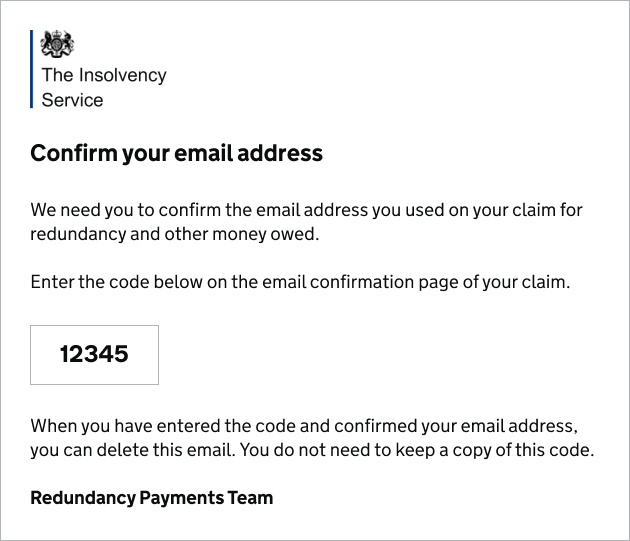 The Insolvency
Service
Confirm your email address
We need you to confirm the email address you used on your claim for
redundancy and other money owed.
Enter the code below on the email confirmation page of your claim.
12345
When you have entered the code and confirmed your email address,
you can delete this email. You do not need to keep a copy of this code.
Redundancy Payments Team